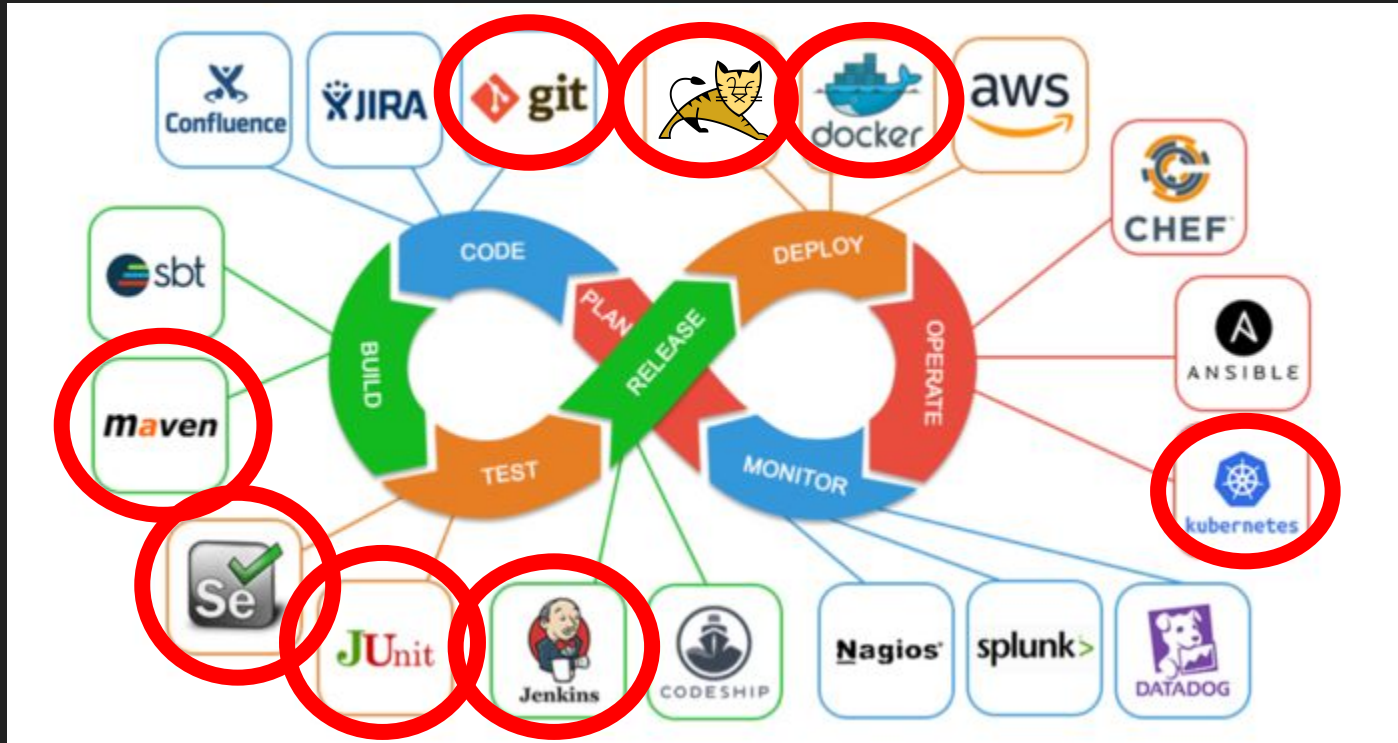 Confluence
JIRA
git
docker
aws
CHEF
sbt
CODE
DEPLOY
PLAN
RELEASE
BUILD
OPERATE
ANSIBLE
maven
TEST
MONITOR
kubernetes
Se
JUnit
Jenkins
CODESHIP
Nagios®
splunk>
DATADOG